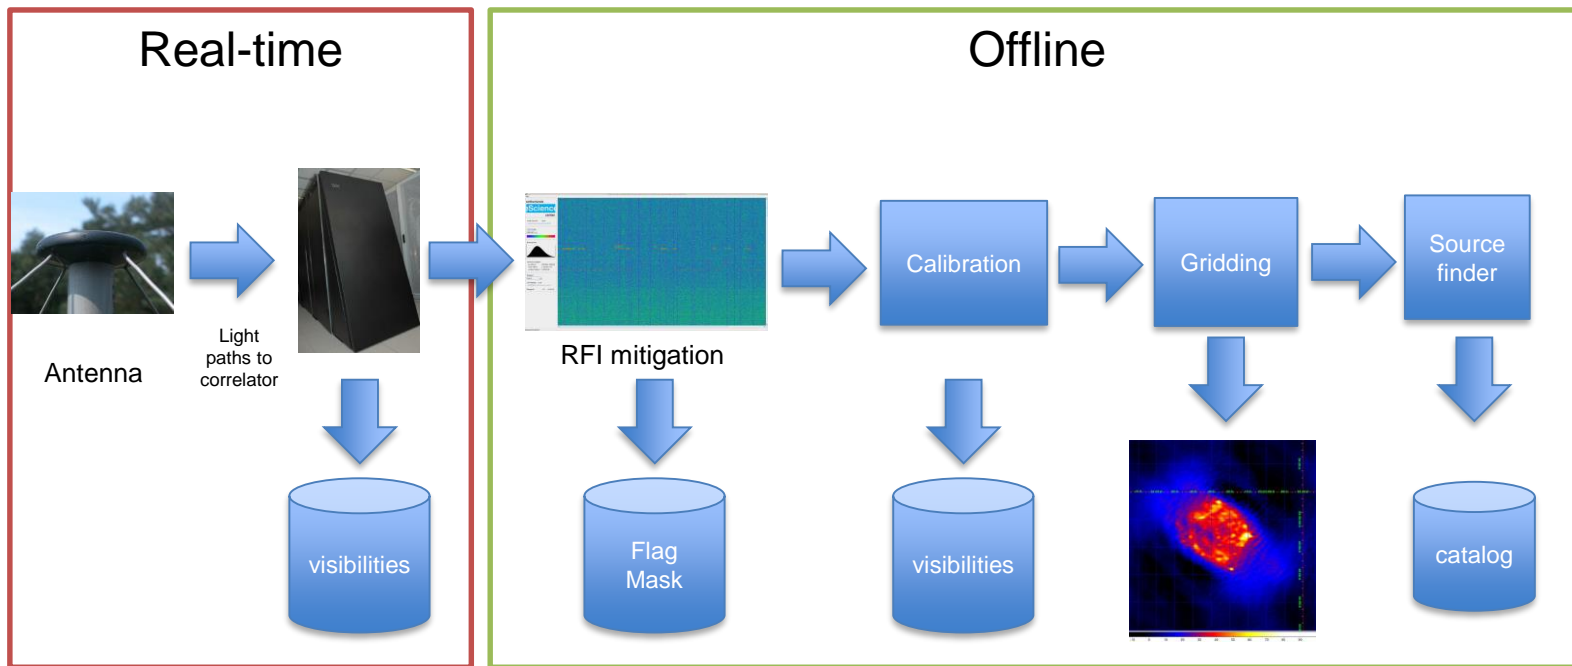 Real-time
Offline
Antenna
Light
paths to
correlator
visibilities
RFI mitigation
Flag
Mask
Calibration
visibilities
Gridding
Source
finder
catalog